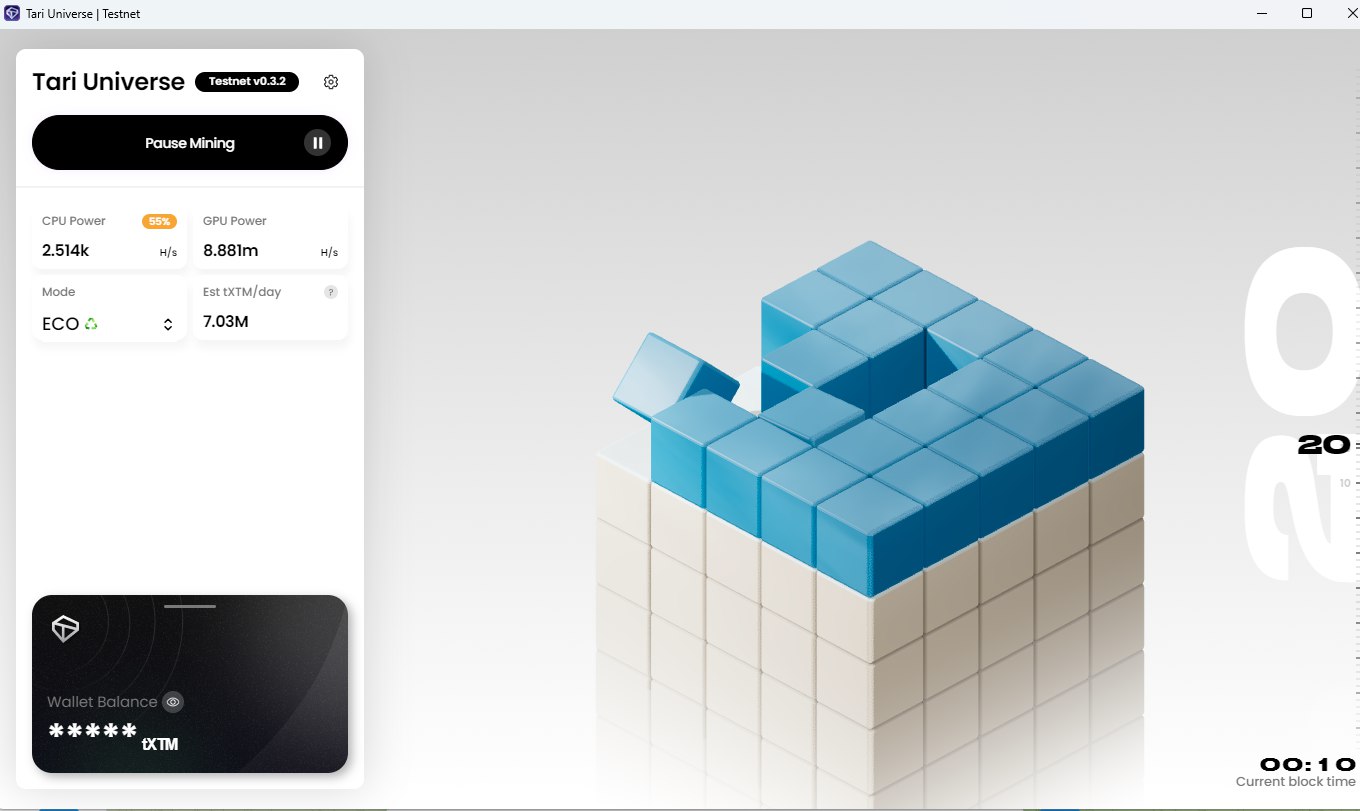 Tari Universe | Testnet
Tari Universe Testnet v0.3.2
Pause Mining
CPU Power 55%
2.514k H/s
GPU Power
8.881m H/s
Mode
ECO
Est tXTM/day ?
7.03M
Wallet Balance
***** tXTM
0
20
10
2
00:10
Current block time